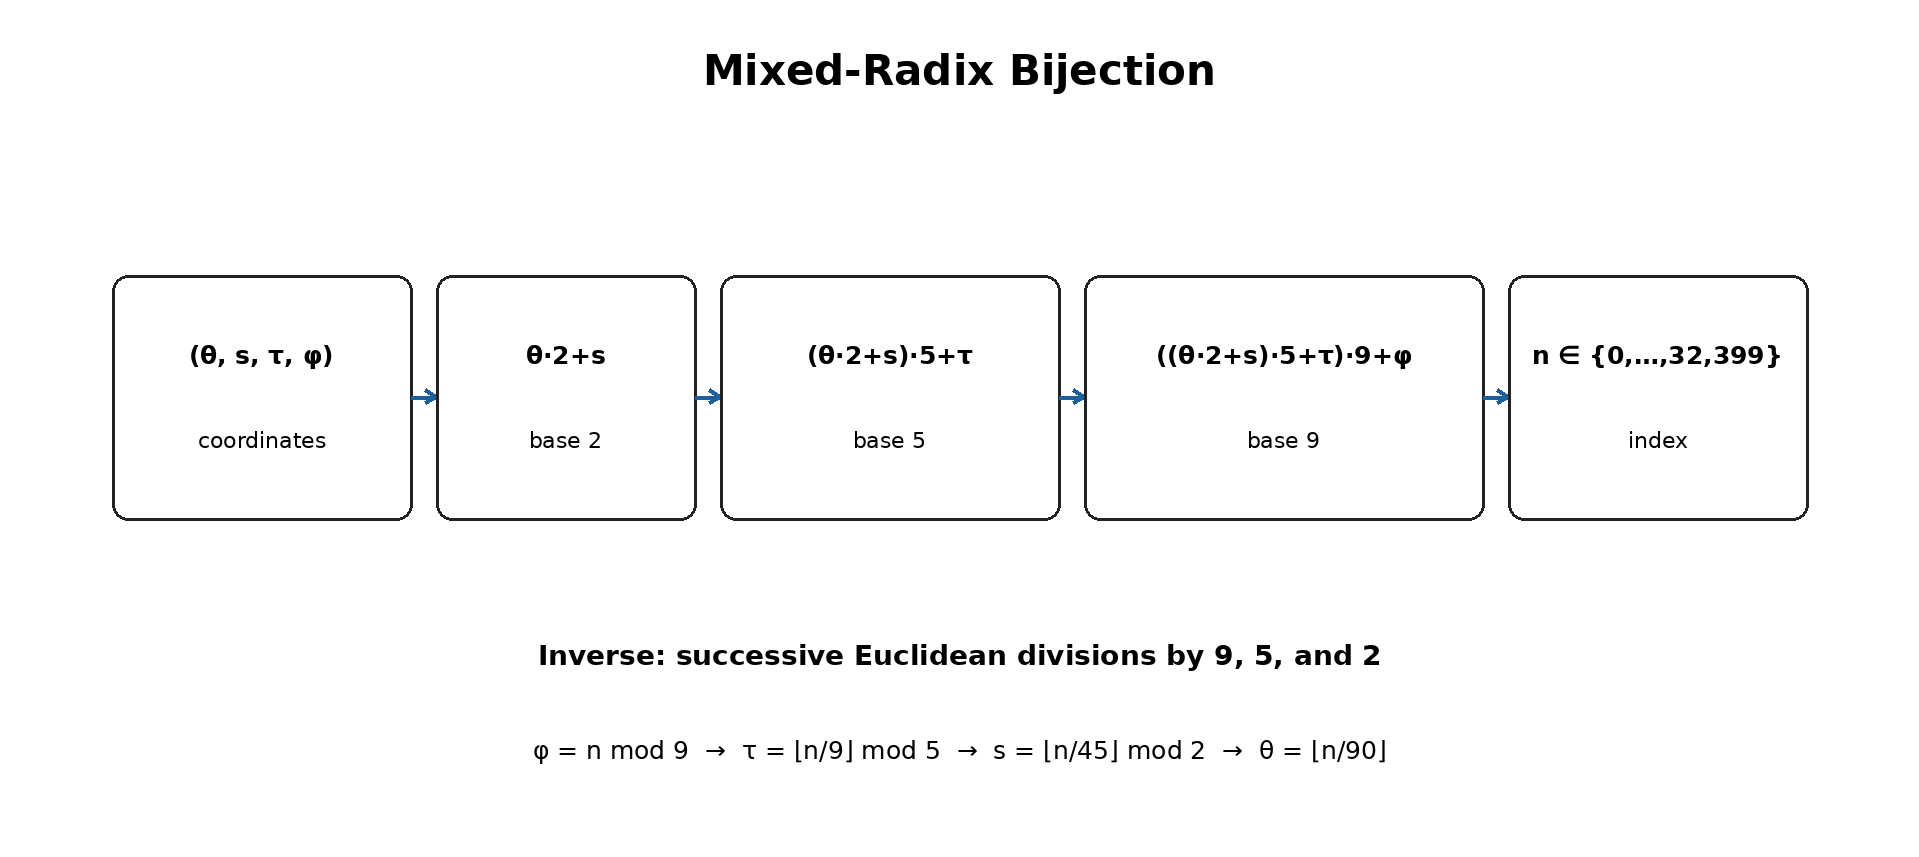 Mixed-Radix Bijection
(θ, s, τ, φ)
coordinates
θ·2+s
base 2
(θ·2+s)·5+τ
base 5
((θ·2+s)·5+τ)·9+φ
base 9
n ∈ {0,…,32,399}
index
Inverse: successive Euclidean divisions by 9, 5, and 2
φ = n mod 9 → τ = ⌊n/9⌋ mod 5 → s = ⌊n/45⌋ mod 2 → θ = ⌊n/90⌋